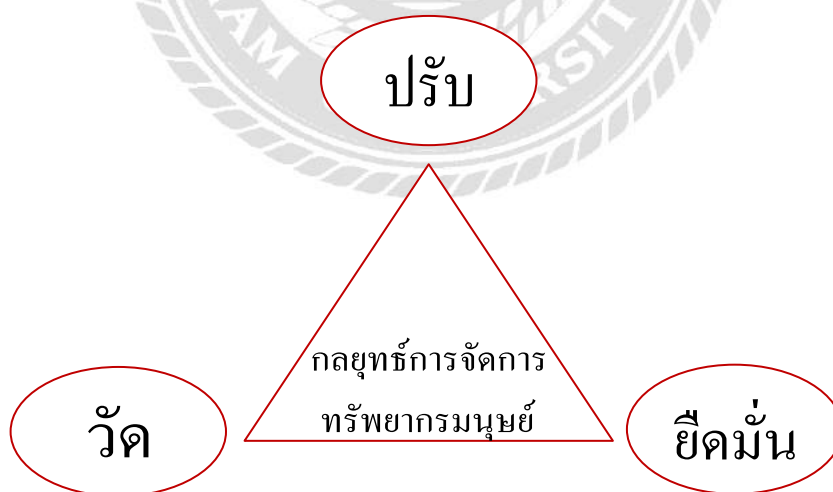 ปรับ
กลยุทธ์การจัดการ
ทรัพยากรมนุษย์
วัด
ยืดมั่น